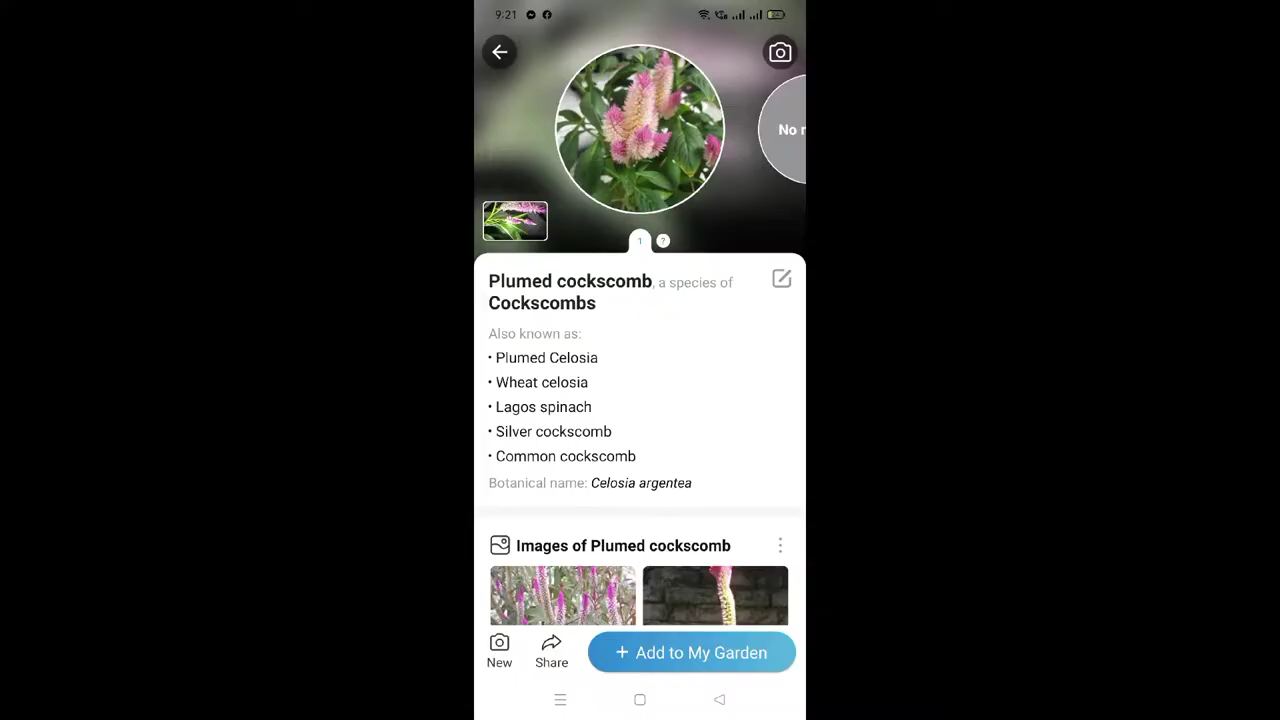 9:21
No
1 ?
Plumed cockscomb, a species of
Cockscombs
Also known as:
• Plumed Celosia
• Wheat celosia
• Lagos spinach
• Silver cockscomb
• Common cockscomb
Botanical name: Celosia argentea
Images of Plumed cockscomb
New
Share
+ Add to My Garden